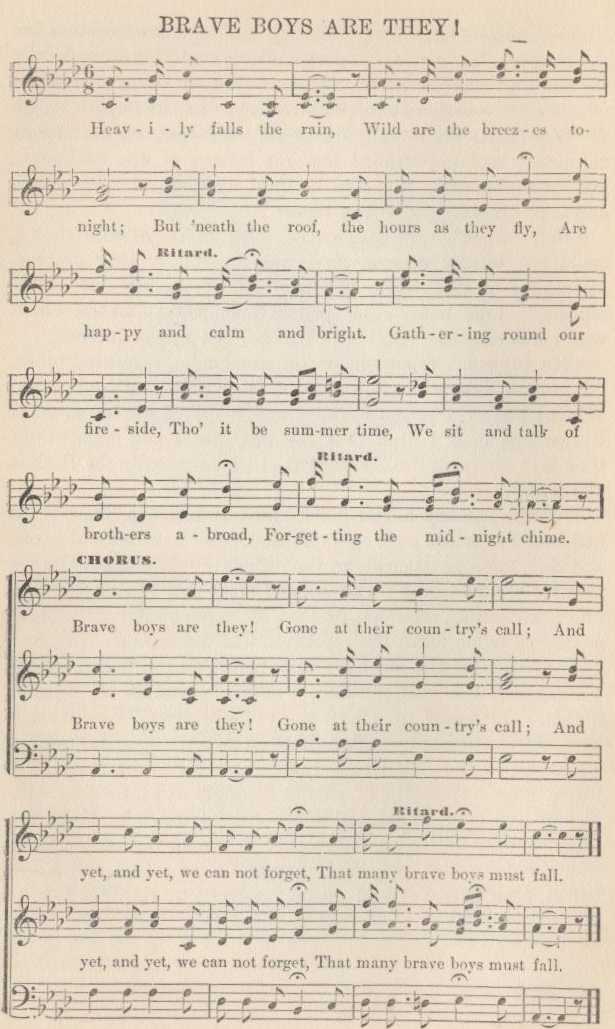 BRAVE BOYS ARE THEY!
6
8
Heav - i - ly falls the rain, Wild are the breez - es to-
night; But 'neath the roof, the hours as they fly, Are
Ritard.
hap - py and calm and bright. Gath - er - ing round our
fire - side, Tho' it be sum-mer time, We sit and talk of
Ritard.
broth-ers a - broad, For-get - ting the mid - night chime.
CHORUS.
Brave boys are they! Gone at their coun - try's call; And
Brave boys are they! Gone at their coun - try's call; And
Ritard.
yet, and yet, we can not forget, That many brave boys must fall.
yet, and yet, we can not forget, That many brave boys must fall.